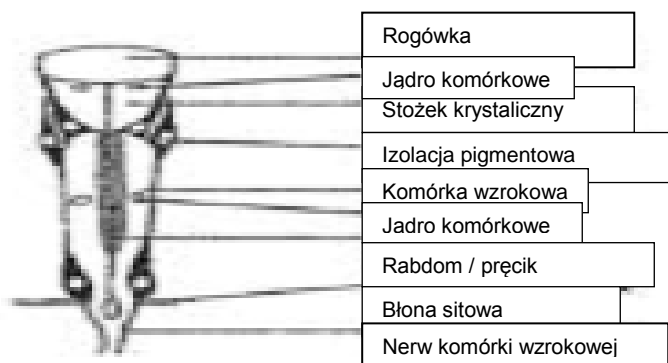 Rogówka
Jądro komórkowe
Stożek krystaliczny
Izolacja pigmentowa
Komórka wzrokowa
Jadro komórkowe
Rabdom / pręcik
Błona sitowa
Nerw komórki wzrokowej